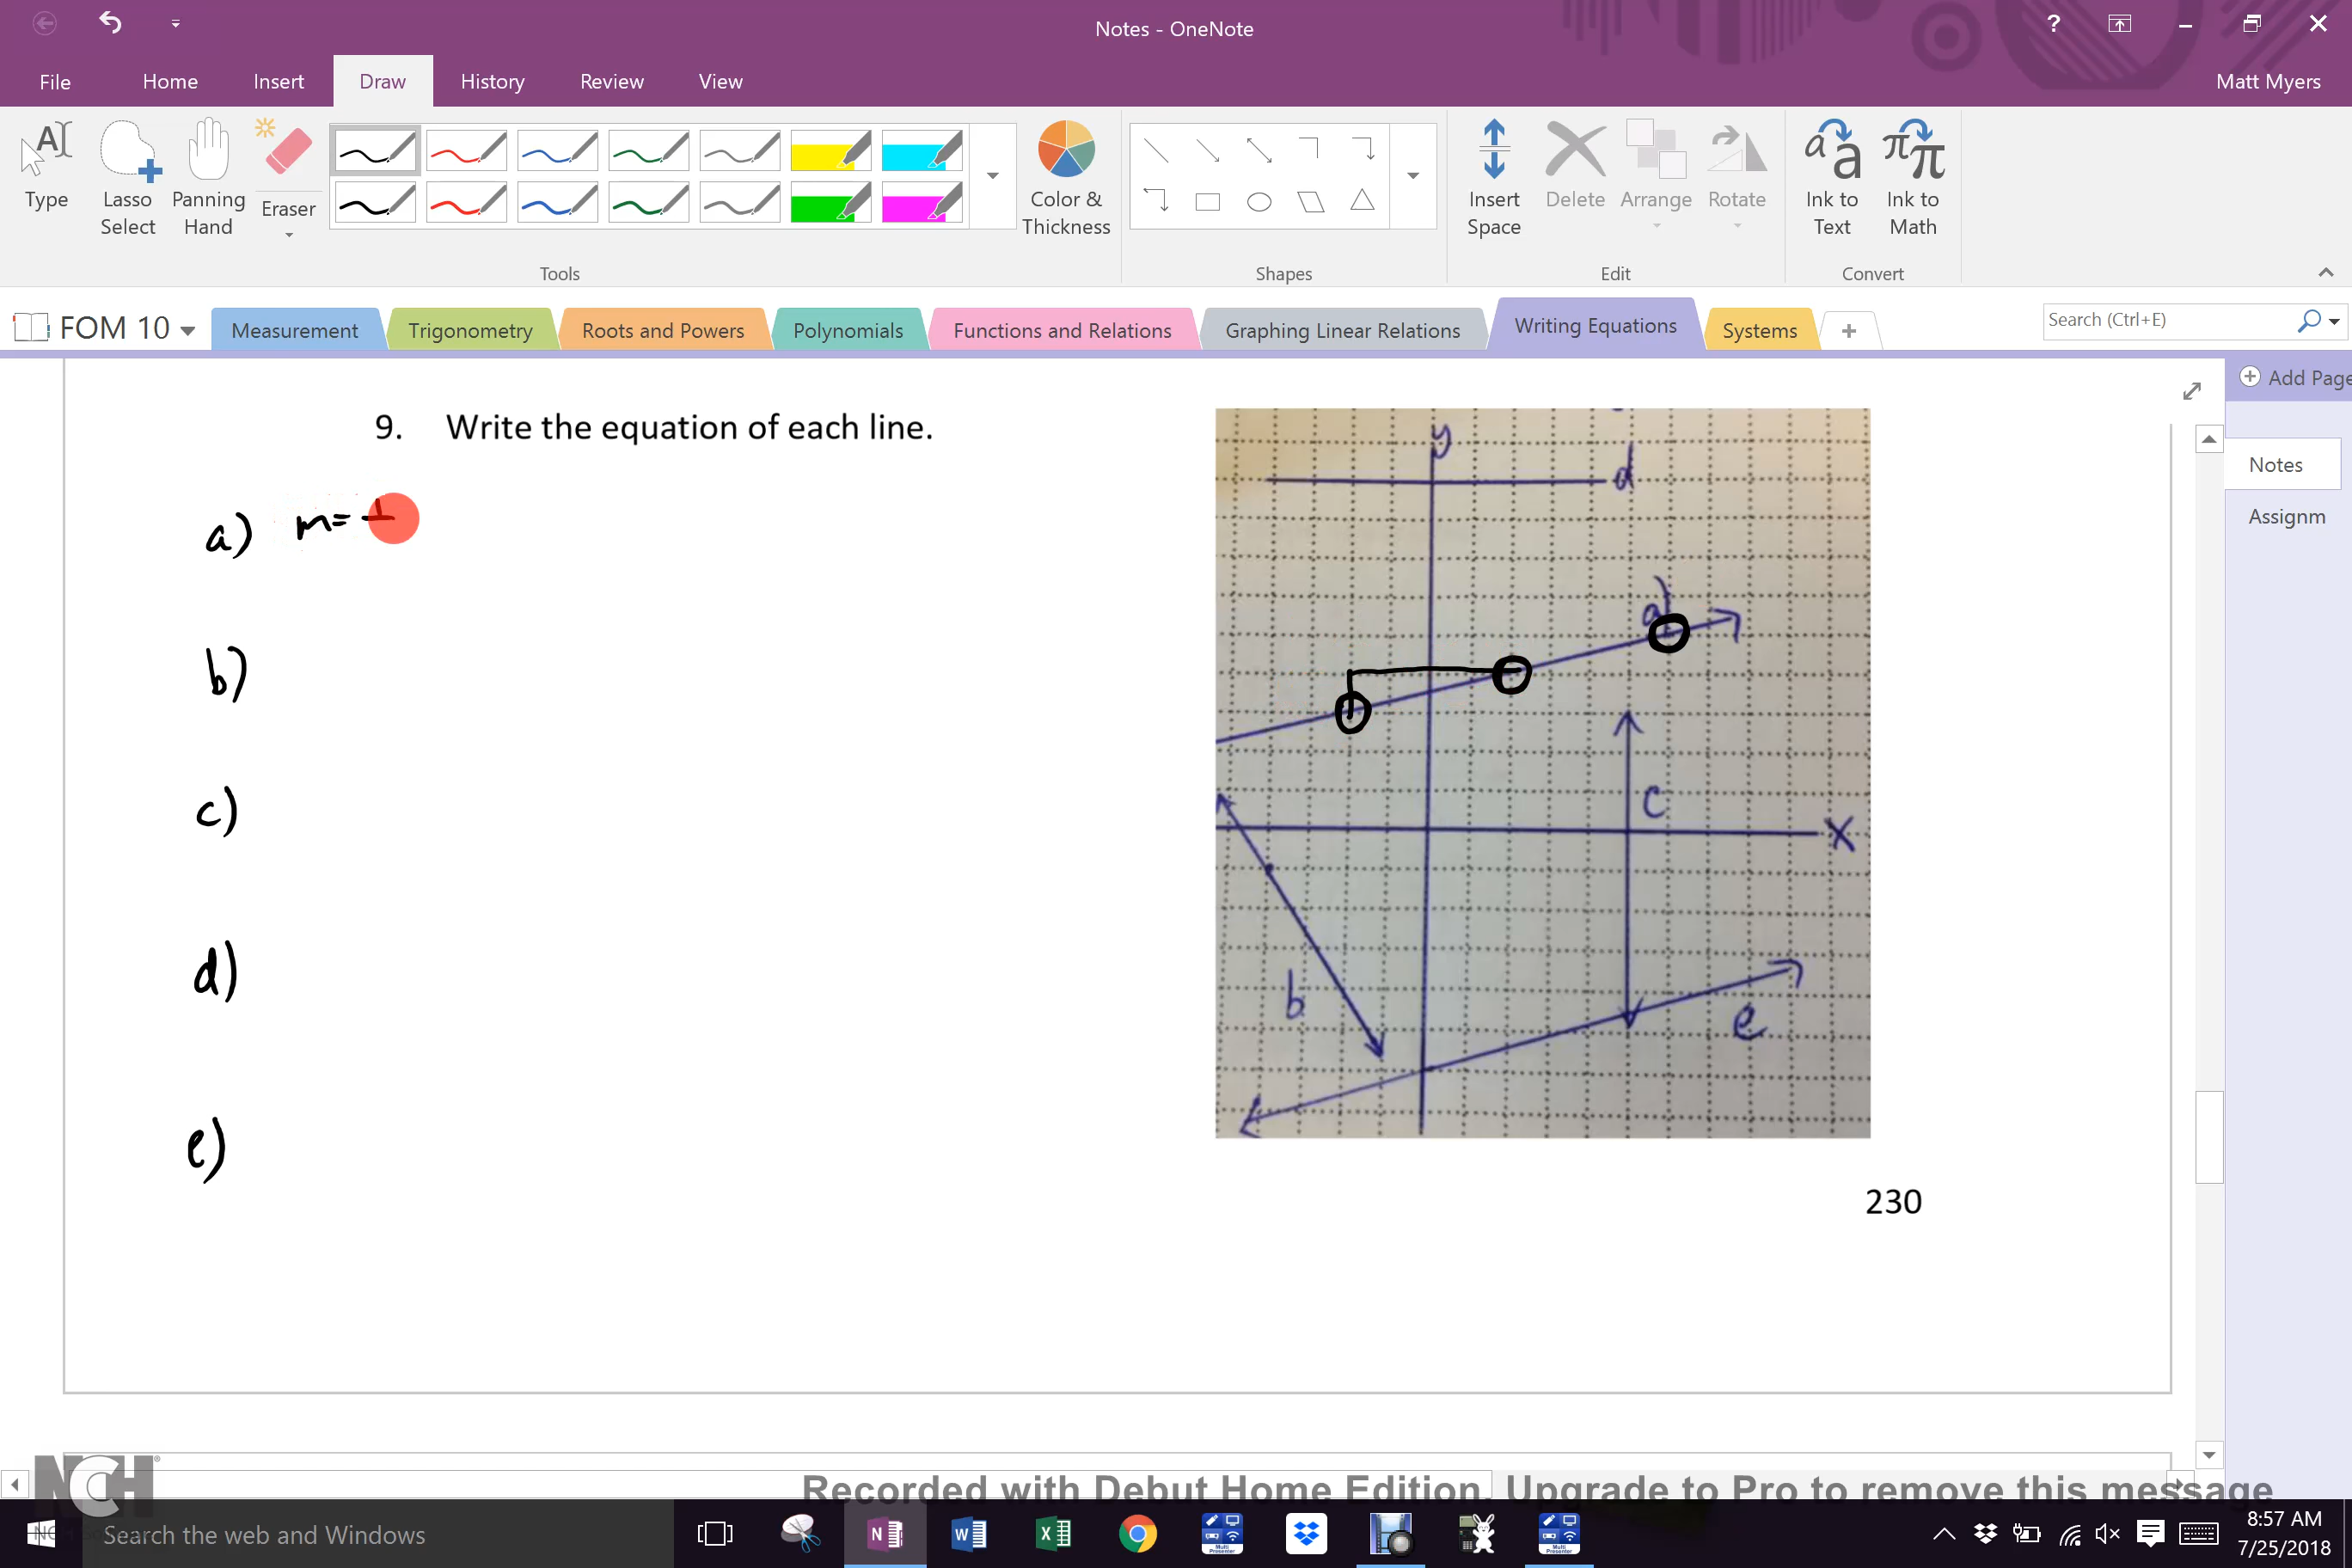 Notes - OneNote
File Home Insert Draw History Review View Matt Myers
Type Lasso Select Panning Hand Eraser Color & Thickness Insert Space Delete Arrange Rotate Ink to Text Ink to Math
Tools Shapes Edit Convert
FOM 10 Measurement Trigonometry Roots and Powers Polynomials Functions and Relations Graphing Linear Relations Writing Equations Systems Search (Ctrl+E)
Add Page
Notes
Assignm
9. Write the equation of each line.
a) m=
b)
c)
d)
e)
y
d
a)
c
x
b
e
230
NCH
Recorded with Debut Home Edition. Upgrade to Pro to remove this message
Search the web and Windows
8:57 AM
7/25/2018